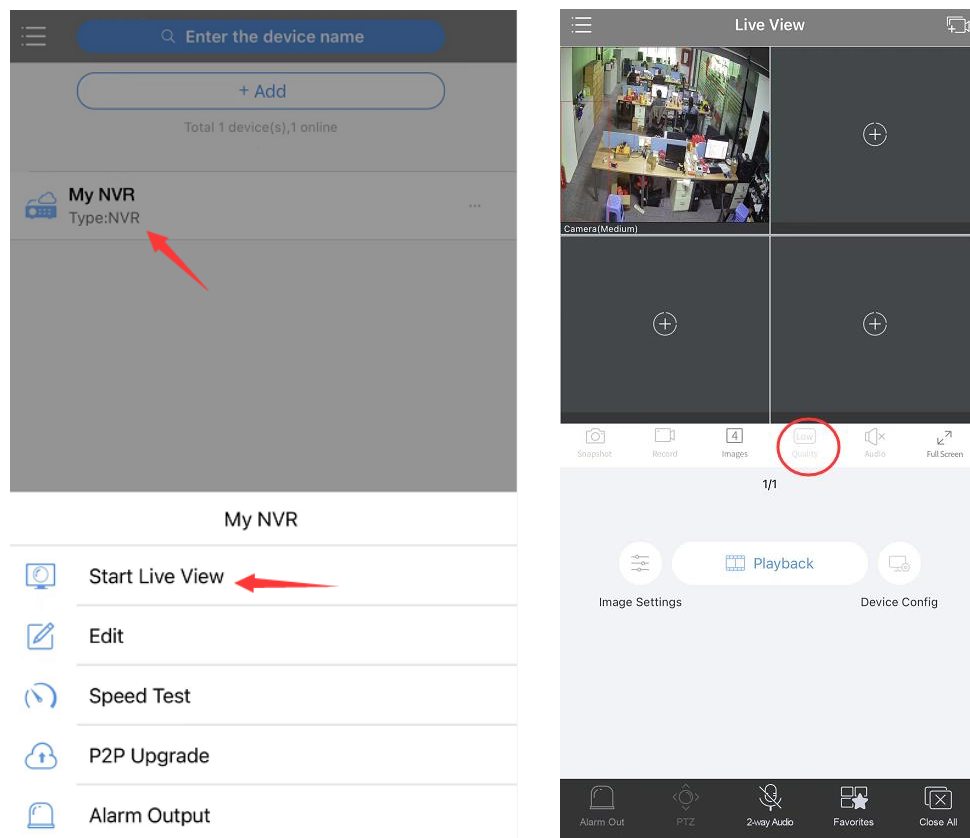 Enter the device name
+ Add
Total 1 device(s),1 online
My NVR
Type:NVR
...
My NVR
Start Live View
Edit
Speed Test
P2P Upgrade
Alarm Output
Live View
Camera(Medium)
Snapshot
Record
4
Images
Low
Quality
Audio
Full Screen
1/1
Playback
Image Settings
Device Config
Alarm Out
PTZ
2-way Audio
Favorites
Close All